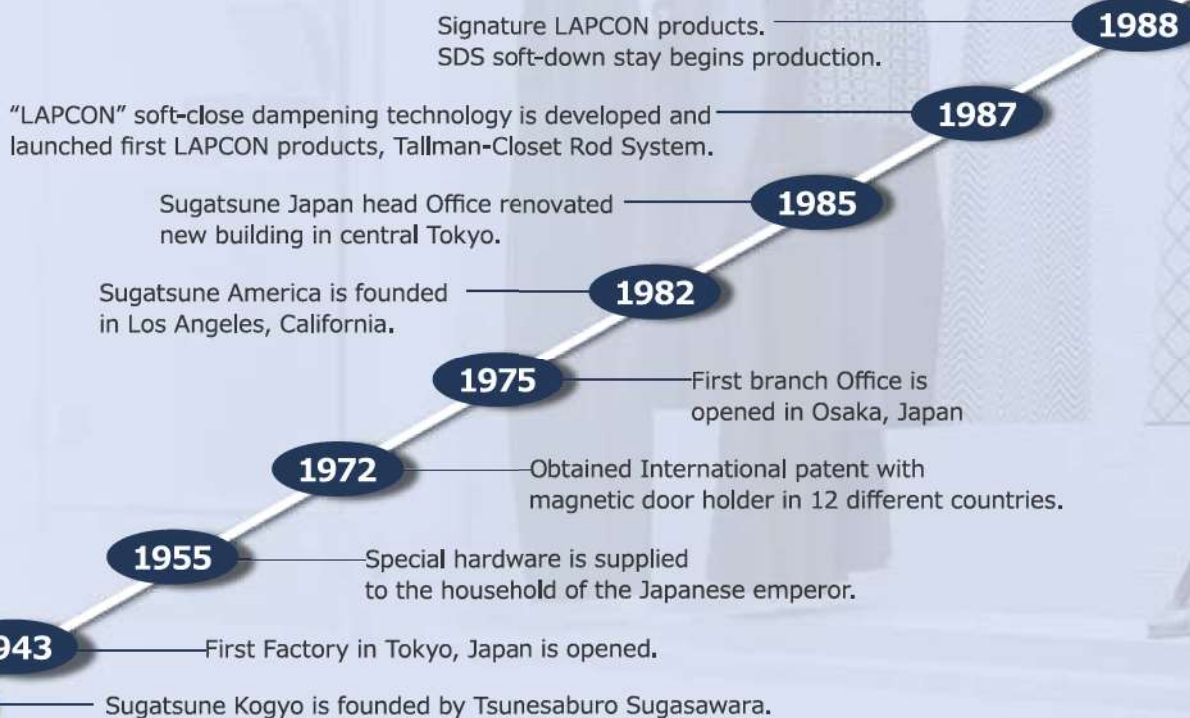 Signature LAPCON products.
SDS soft-down stay begins production.
1988
"LAPCON" soft-close dampening technology is developed and
launched first LAPCON products, Tallman-Closet Rod System.
1987
Sugatsune Japan head Office renovated
new building in central Tokyo.
1985
Sugatsune America is founded
in Los Angeles, California.
1982
1975
First branch Office is
opened in Osaka, Japan
1972
Obtained International patent with
magnetic door holder in 12 different countries.
1955
Special hardware is supplied
to the household of the Japanese emperor.
943
First Factory in Tokyo, Japan is opened.
Sugatsune Kogyo is founded by Tsunesaburo Sugasawara.